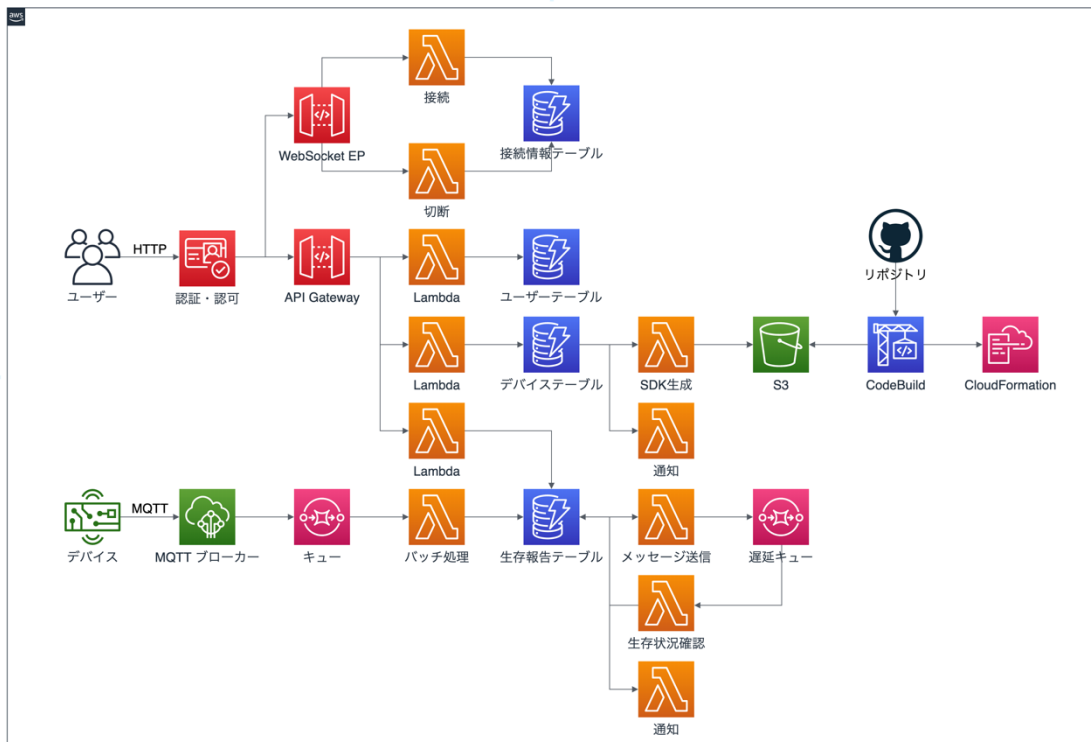 aws
接続
WebSocket EP
接続情報テーブル
切断
HTTP
ユーザー
認証・認可
API Gateway
Lambda
ユーザーテーブル
リポジトリ
Lambda
デバイステーブル
SDK生成
S3
CodeBuild
CloudFormation
Lambda
通知
MQTT
デバイス
MQTT ブローカー
キュー
バッチ処理
生存報告テーブル
メッセージ送信
遅延キュー
生存状況確認
通知